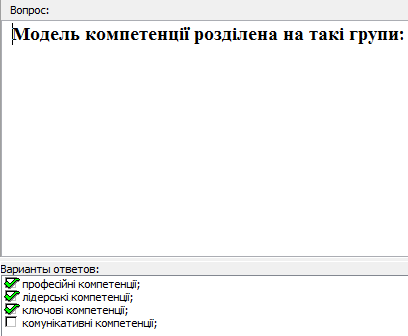 Вопрос:
Модель компетенції розділена на такі групи:
Варианты ответов:
професійні компетенції;
лідерські компетенції;
ключові компетенції;
комунікативні компетенції;